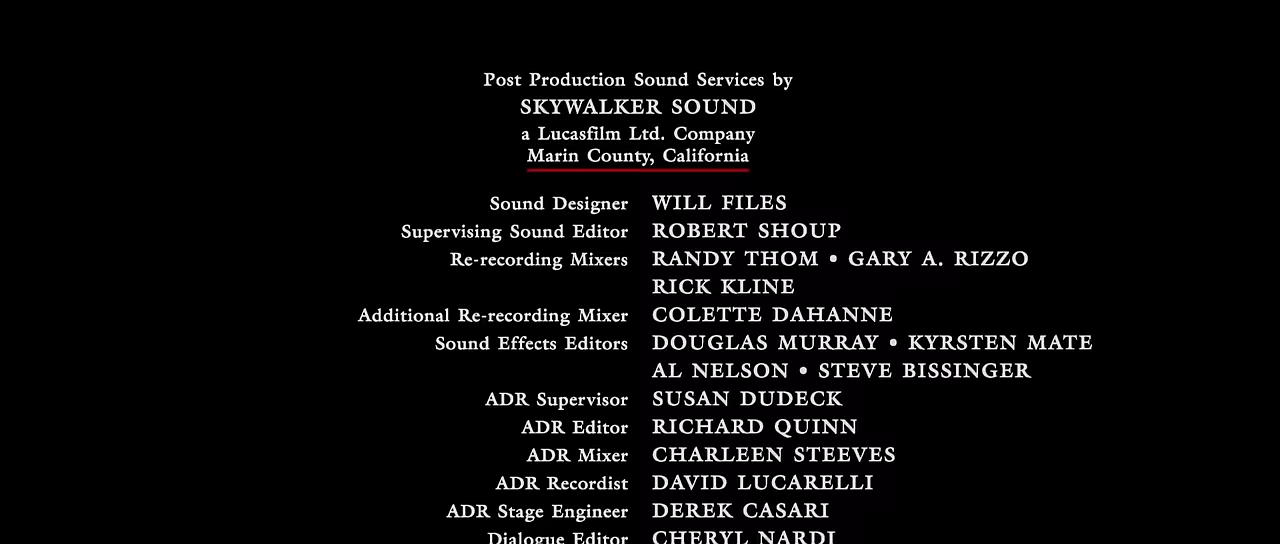 Post Production Sound Services by
SKYWALKER SOUND
a Lucasfilm Ltd. Company
Marin County, California
Sound Designer WILL FILES
Supervising Sound Editor ROBERT SHOUP
Re-recording Mixers RANDY THOM • GARY A. RIZZO
RICK KLINE
Additional Re-recording Mixer COLETTE DAHANNE
Sound Effects Editors DOUGLAS MURRAY • KYRSTEN MATE
AL NELSON • STEVE BISSINGER
ADR Supervisor SUSAN DUDECK
ADR Editor RICHARD QUINN
ADR Mixer CHARLEEN STEEVES
ADR Recordist DAVID LUCARELLI
ADR Stage Engineer DEREK CASARI
Dialogue Editor CHERYL NARDI